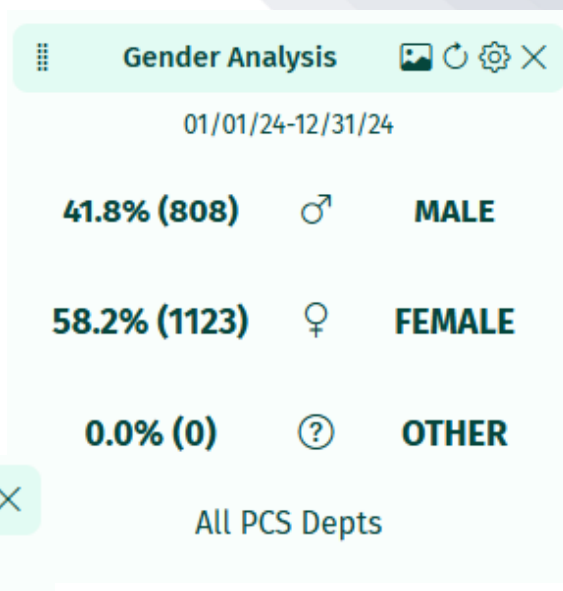 Gender Analysis
01/01/24-12/31/24
41.8% (808) ♂ MALE
58.2% (1123) ♀ FEMALE
0.0% (0) ? OTHER
All PCS Depts